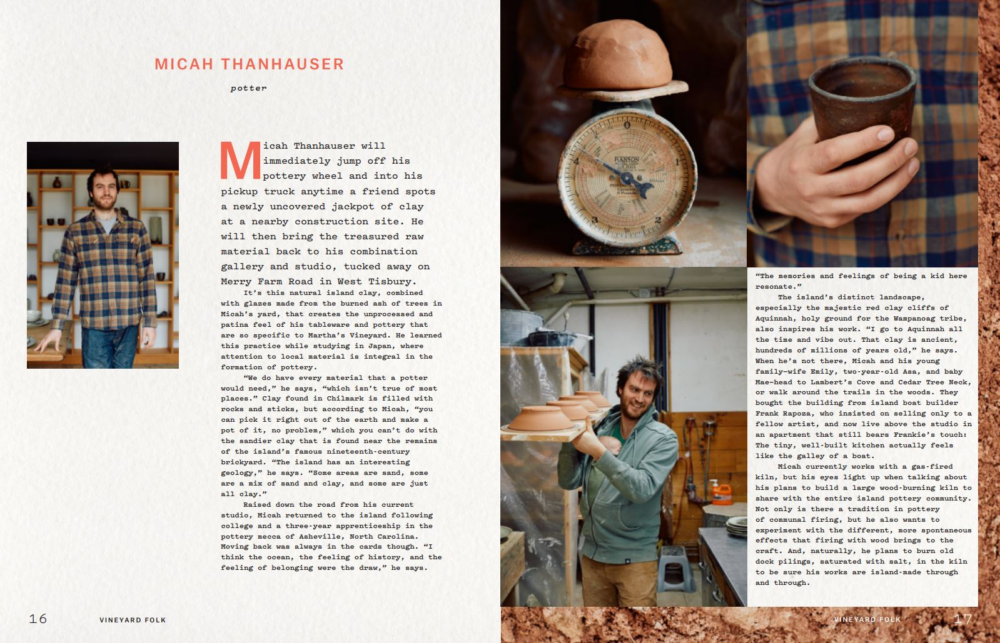 MICAH THANHAUSER
potter
Micah Thanhauser will
immediately jump off his
pottery wheel and into his
pickup truck anytime a friend spots
a newly uncovered jackpot of clay
at a nearby construction site. He
will then bring the treasured raw
material back to his combination
gallery and studio, tucked away on
Merry Farm Road in West Tisbury.
It’s this natural island clay, combined
with glazes made from the burned ash of trees in
Micah’s yard, that creates the unprocessed and
patina feel of his tableware and pottery that
are so specific to Martha’s Vineyard. He learned
this practice while studying in Japan, where
attention to local material is integral in the
formation of pottery.
“We do have every material that a potter
would need,” he says, “which isn’t true of most
places.” Clay found in Chilmark is filled with
rocks and sticks, but according to Micah, “you
can pick it right out of the earth and make a
pot of it, no problem,” which you can’t do with
the sandier clay that is found near the remains
of the island’s famous nineteenth-century
brickyard. “The island has an interesting
geology,” he says. “Some areas are sand, some
are a mix of sand and clay, and some are just
all clay.”
Raised down the road from his current
studio, Micah returned to the island following
college and a three-year apprenticeship in the
pottery mecca of Asheville, North Carolina.
Moving back was always in the cards though. “I
think the ocean, the feeling of history, and the
feeling of belonging were the draw,” he says.
16
VINEYARD FOLK
0
1
2
3
4
HANSON
“The memories and feelings of being a kid here
resonate.”
The island’s distinct landscape,
especially the majestic red clay cliffs of
Aquinnah, holy ground for the Wampanoag tribe,
also inspires his work. “I go to Aquinnah all
the time and vibe out. That clay is ancient,
hundreds of millions of years old,” he says.
When he’s not there, Micah and his young
family—wife Emily, two-year-old Asa, and baby
Mae—head to Lambert’s Cove and Cedar Tree Neck,
or walk around the trails in the woods. They
bought the building from island boat builder
Frank Rapoza, who insisted on selling only to a
fellow artist, and now live above the studio in
an apartment that still bears Frankie’s touch:
The tiny, well-built kitchen actually feels
like the galley of a boat.
Micah currently works with a gas-fired
kiln, but his eyes light up when talking about
his plans to build a large wood-burning kiln to
share with the entire island pottery community.
Not only is there a tradition in pottery
of communal firing, but he also wants to
experiment with the different, more spontaneous
effects that firing with wood brings to the
craft. And, naturally, he plans to burn old
dock pilings, saturated with salt, in the kiln
to be sure his works are island-made through
and through.
VINEYARD FOLK
17